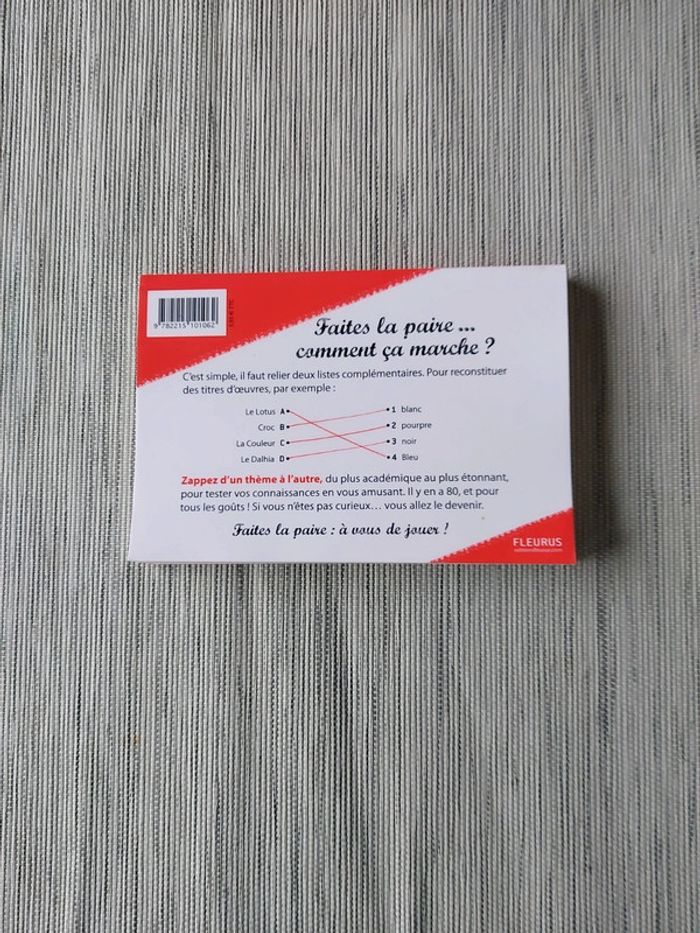 9 782215 101062
Faites la paire...
comment ça marche ?
C'est simple, il faut relier deux listes complémentaires. Pour reconstituer
des titres d'œuvres, par exemple :
Le Lotus A 1 blanc
Croc B 2 pourpre
La Couleur C 3 noir
Le Dalhia D 4 Bleu
Zappez d'un thème à l'autre, du plus académique au plus étonnant,
pour tester vos connaissances en vous amusant. Il y en a 80, et pour
tous les goûts ! Si vous n'êtes pas curieux... vous allez le devenir.
Faites la paire : à vous de jouer !
FLEURUS